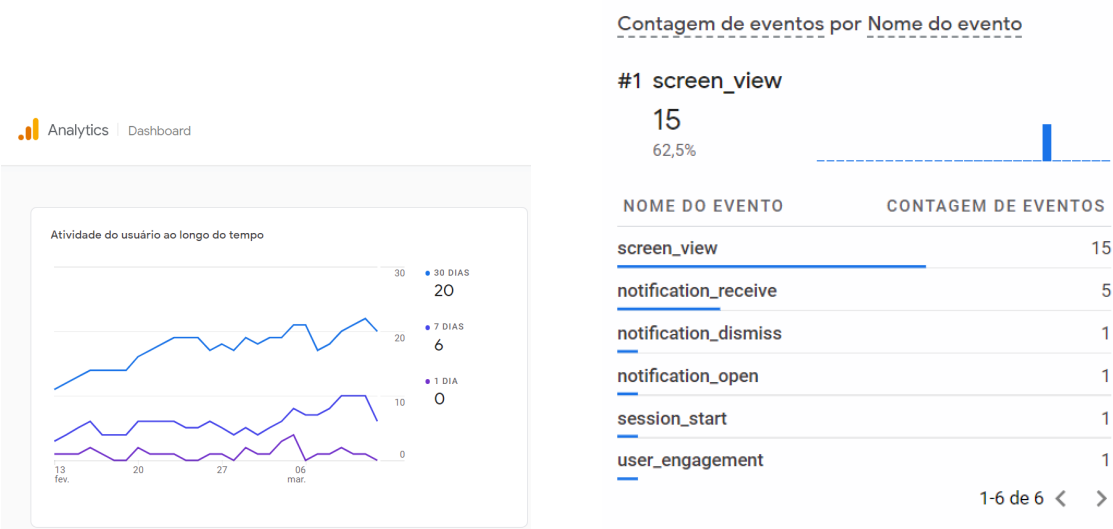 Analytics
Dashboard
Atividade do usuário ao longo do tempo
30
20
10
0
30 DIAS
20
7 DIAS
6
1 DIA
0
13
fev.
20
27
06
mar.
Contagem de eventos por Nome do evento
#1 screen_view
15
62,5%
NOME DO EVENTO CONTAGEM DE EVENTOS
screen_view 15
notification_receive 5
notification_dismiss 1
notification_open 1
session_start 1
user_engagement 1
1-6 de 6